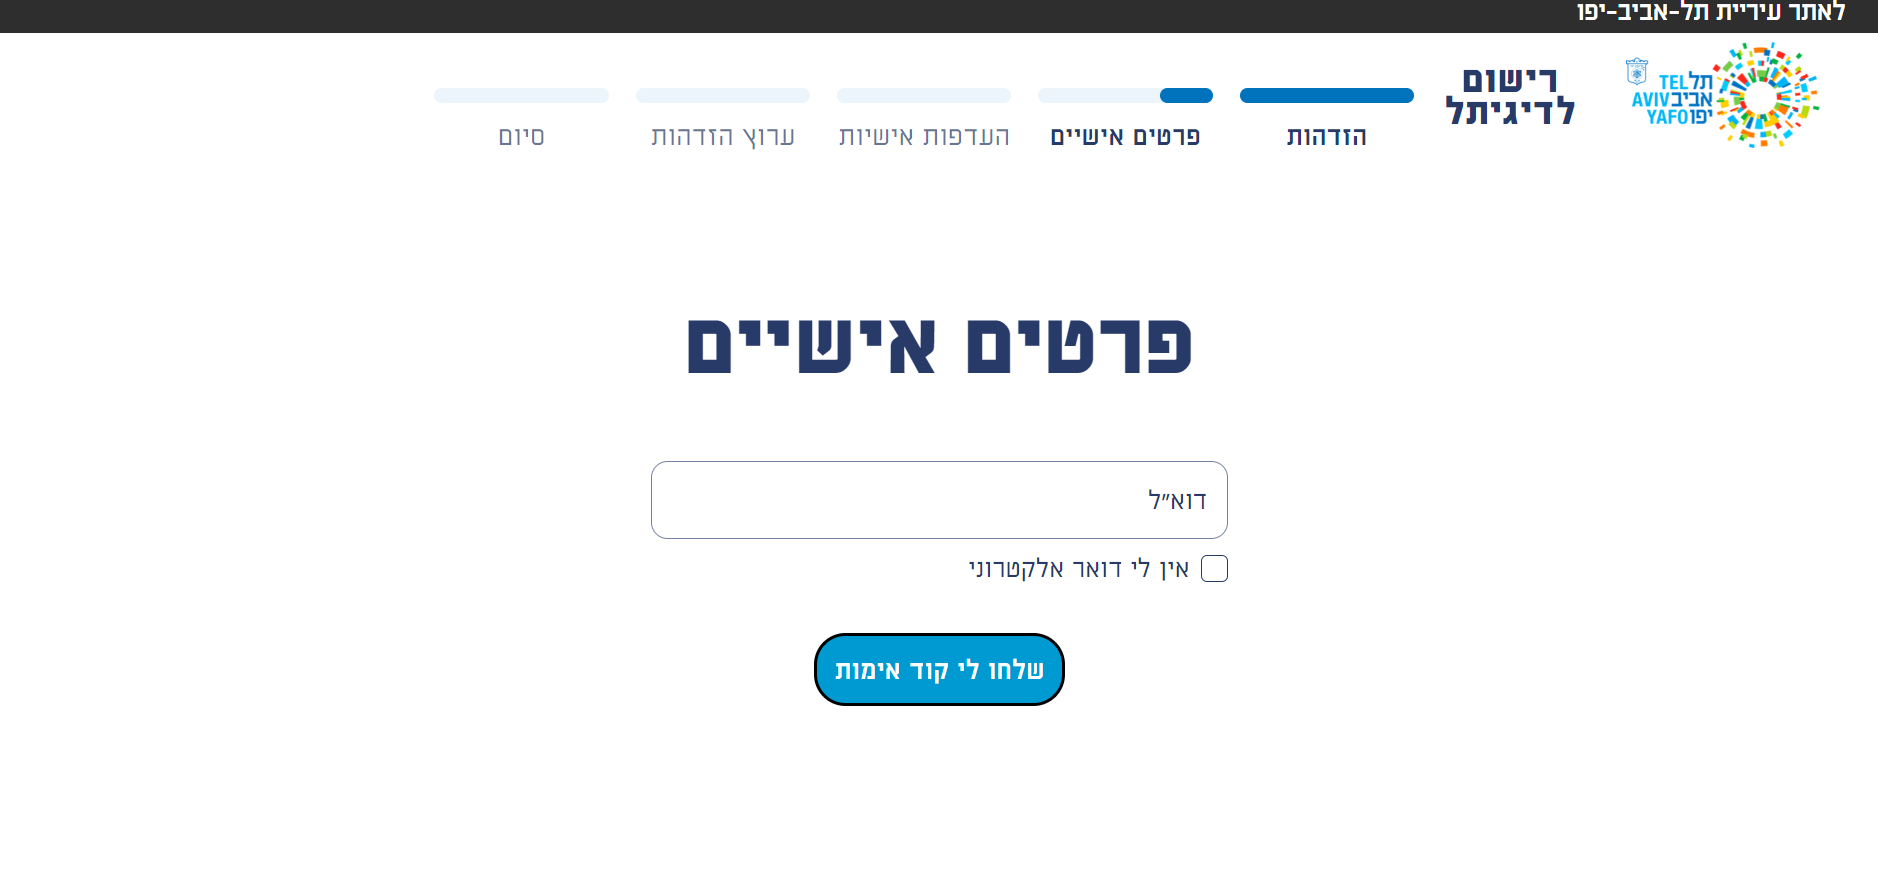 לאתר עיריית תל-אביב-יפו
תל TEL
אביב AVIV
יפו YAFO
רישום
לדיגיתל
הזדהות
פרטים אישיים
העדפות אישיות
ערוץ הזדהות
סיום
פרטים אישיים
דוא"ל
אין לי דואר אלקטרוני
שלחו לי קוד אימות